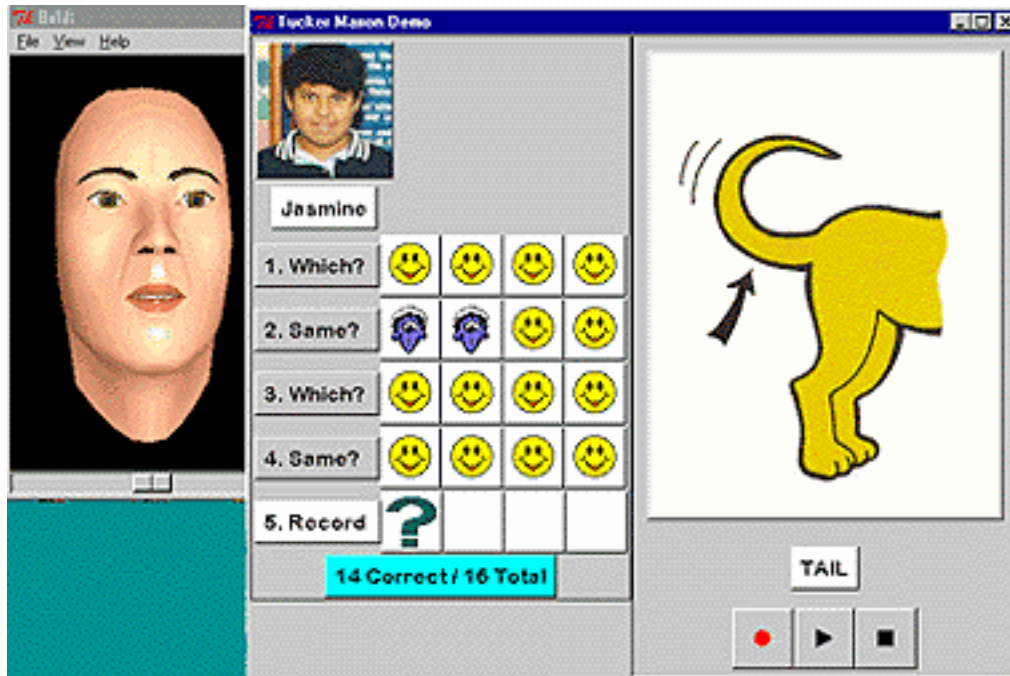 File View Help
Tucker Maxon Demo
Jasmine
1. Which?
2. Same?
3. Which?
4. Same?
5. Record
?
14 Correct / 16 Total
TAIL